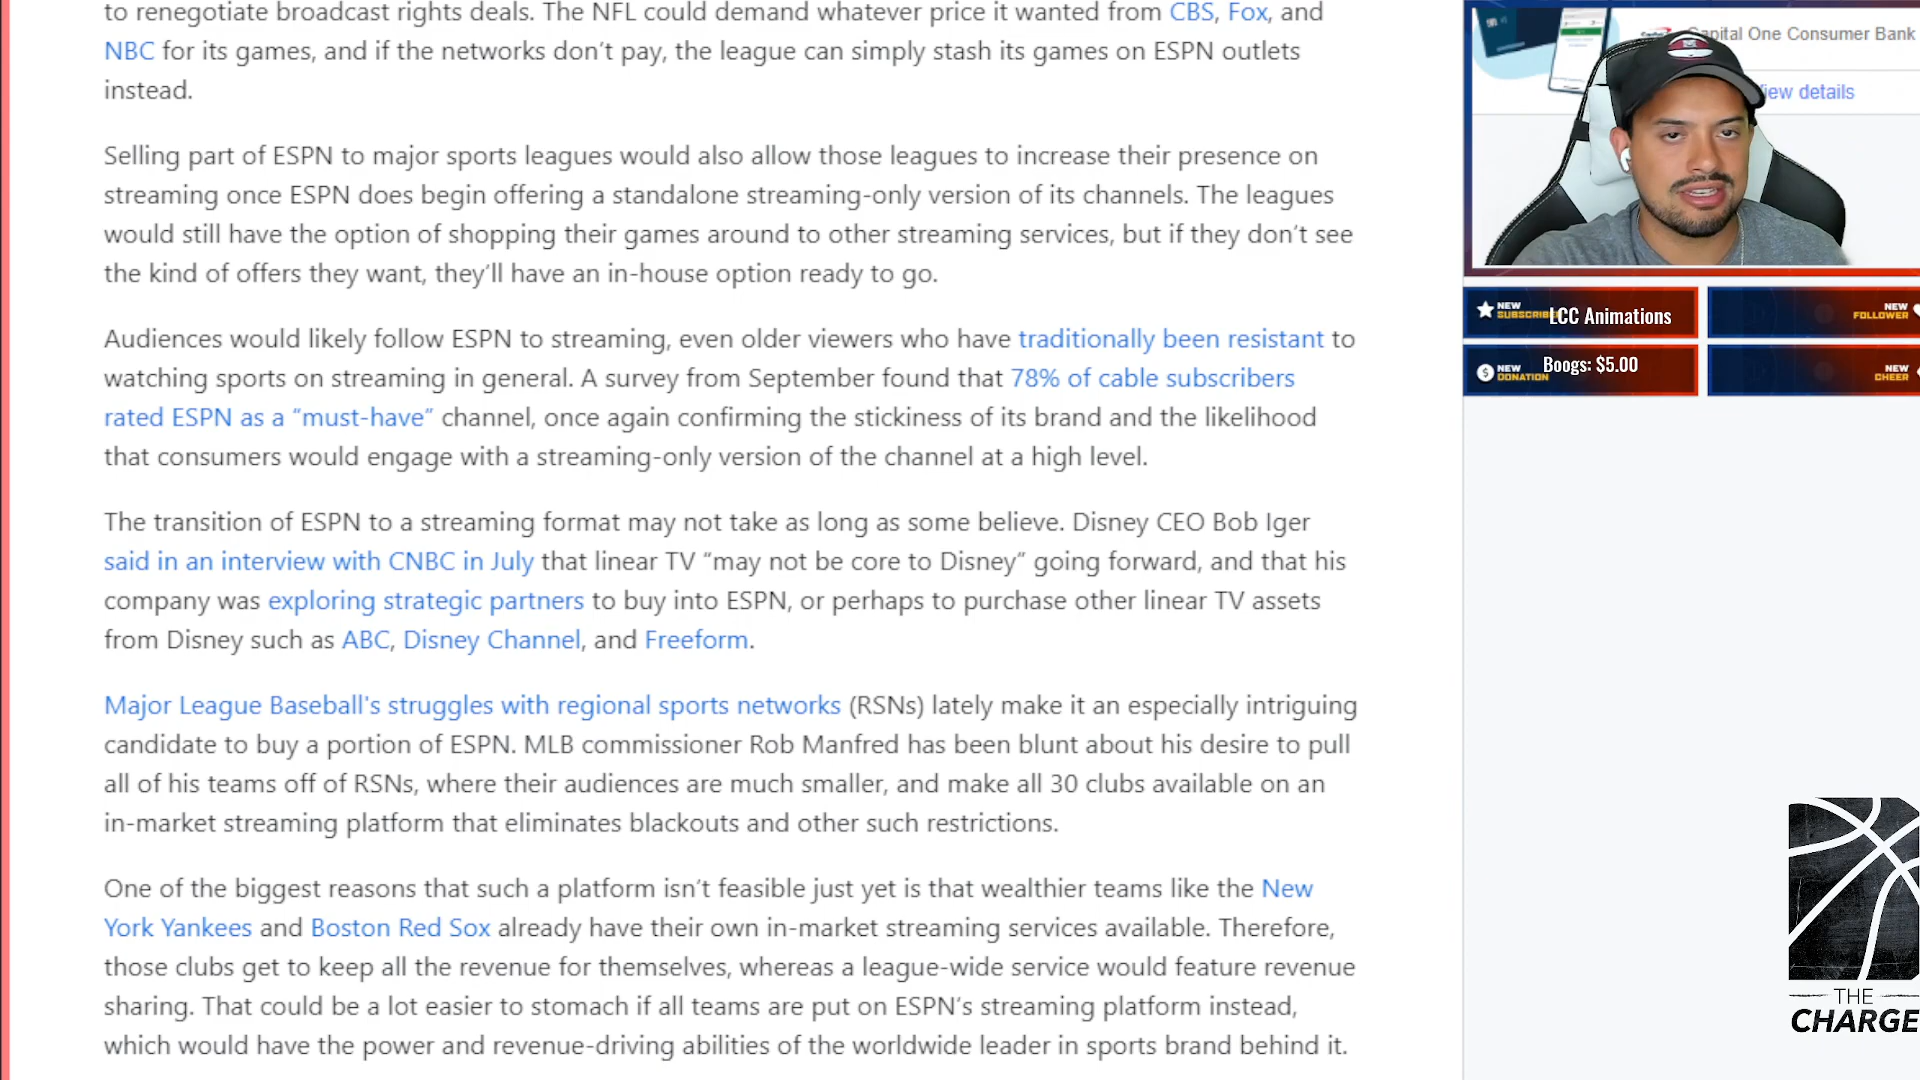 to renegotiate broadcast rights deals. The NFL could demand whatever price it wanted from CBS, Fox, and
NBC for its games, and if the networks don't pay, the league can simply stash its games on ESPN outlets
instead.
Selling part of ESPN to major sports leagues would also allow those leagues to increase their presence on
streaming once ESPN does begin offering a standalone streaming-only version of its channels. The leagues
would still have the option of shopping their games around to other streaming services, but if they don't see
the kind of offers they want, they'll have an in-house option ready to go.
Audiences would likely follow ESPN to streaming, even older viewers who have traditionally been resistant to
watching sports on streaming in general. A survey from September found that 78% of cable subscribers
rated ESPN as a “must-have” channel, once again confirming the stickiness of its brand and the likelihood
that consumers would engage with a streaming-only version of the channel at a high level.
The transition of ESPN to a streaming format may not take as long as some believe. Disney CEO Bob Iger
said in an interview with CNBC in July that linear TV “may not be core to Disney” going forward, and that his
company was exploring strategic partners to buy into ESPN, or perhaps to purchase other linear TV assets
from Disney such as ABC, Disney Channel, and Freeform.
Major League Baseball's struggles with regional sports networks (RSNs) lately make it an especially intriguing
candidate to buy a portion of ESPN. MLB commissioner Rob Manfred has been blunt about his desire to pull
all of his teams off of RSNs, where their audiences are much smaller, and make all 30 clubs available on an
in-market streaming platform that eliminates blackouts and other such restrictions.
One of the biggest reasons that such a platform isn't feasible just yet is that wealthier teams like the New
York Yankees and Boston Red Sox already have their own in-market streaming services available. Therefore,
those clubs get to keep all the revenue for themselves, whereas a league-wide service would feature revenue
sharing. That could be a lot easier to stomach if all teams are put on ESPN's streaming platform instead,
which would have the power and revenue-driving abilities of the worldwide leader in sports brand behind it.
Capital One Consumer Bank
View details
NEW
LCC Animations
NEW
FOLLOWER
NEW
DONATION
Boogs: $5.00
NEW
CHEER
THE
CHARGE